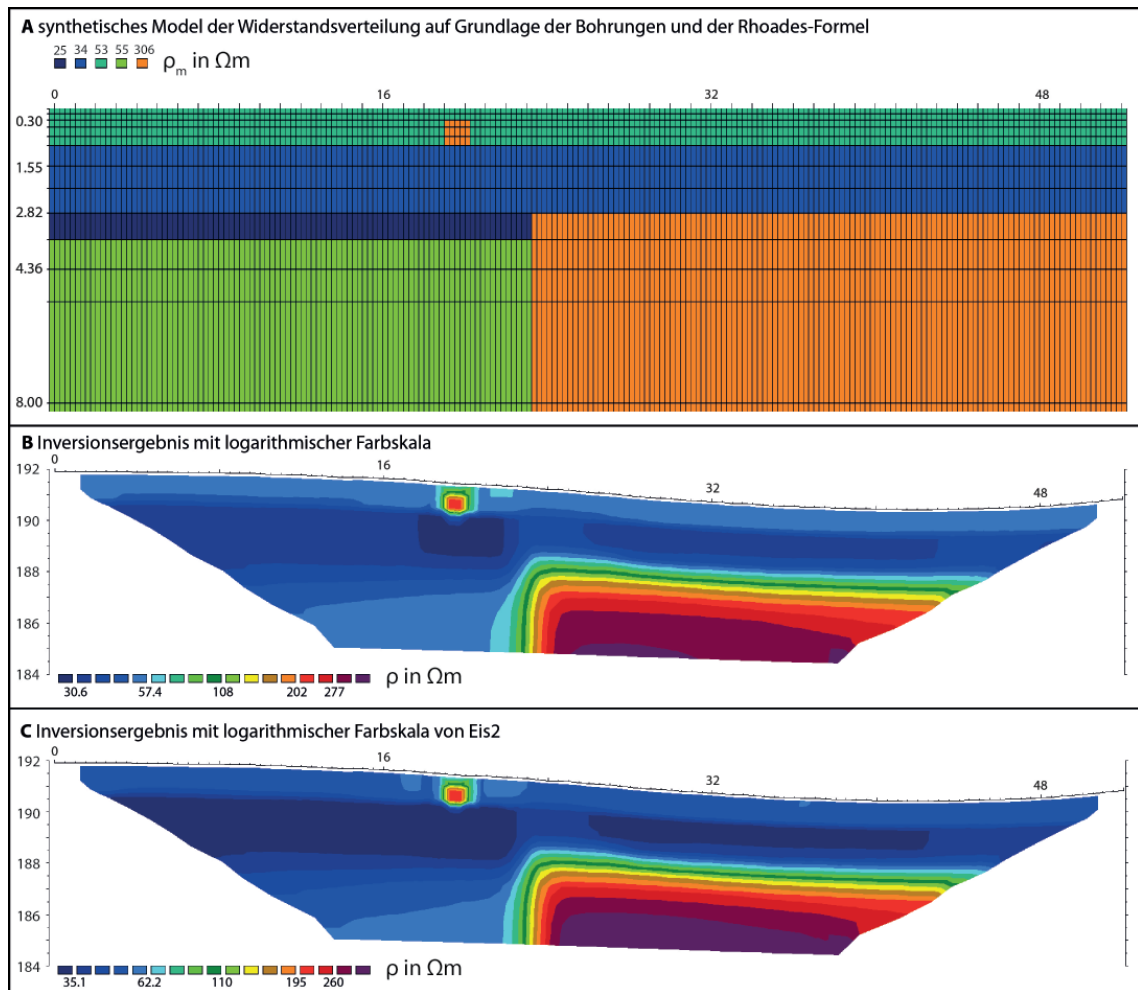 A synthetisches Model der Widerstandsverteilung auf Grundlage der Bohrungen und der Rhoades-Formel
25 34 53 55 306 ρm in Ωm
0 16 32 48
0.30
1.55
2.82
4.36
8.00
B Inversionsergebnis mit logarithmischer Farbskala
0 16 32 48
192
190
188
186
184
30.6 57.4 108 202 277 ρ in Ωm
C Inversionsergebnis mit logarithmischer Farbskala von Eis2
0 16 32 48
192
190
188
186
184
35.1 62.2 110 195 260 ρ in Ωm